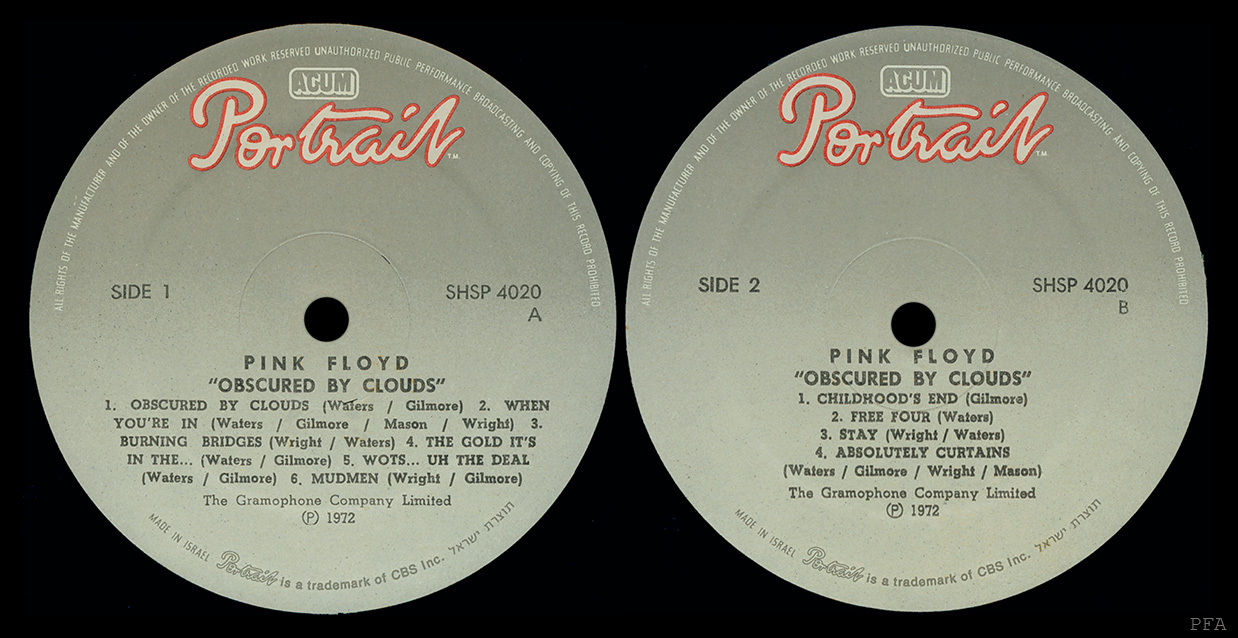 ALL RIGHTS OF THE MANUFACTURER AND OF THE OWNER OF THE RECORDED WORK RESERVED UNAUTHORIZED PUBLIC PERFORMANCE BROADCASTING AND COPYING OF THIS RECORD PROHIBITED
ACUM
Portrait T.M.
SIDE 1
SHSP 4020
A
PINK FLOYD
"OBSCURED BY CLOUDS"
1. OBSCURED BY CLOUDS (Waters / Gilmore) 2. WHEN
YOU'RE IN (Waters / Gilmore / Mason / Wright) 3.
BURNING BRIDGES (Wright / Waters) 4. THE GOLD IT'S
IN THE... (Waters / Gilmore) 5. WOTS... UH THE DEAL
(Waters / Gilmore) 6. MUDMEN (Wright / Gilmore)
The Gramophone Company Limited
Ⓟ 1972
MADE IN ISRAEL Portrait is a trademark of CBS Inc. תוצרת ישראל
ALL RIGHTS OF THE MANUFACTURER AND OF THE OWNER OF THE RECORDED WORK RESERVED UNAUTHORIZED PUBLIC PERFORMANCE BROADCASTING AND COPYING OF THIS RECORD PROHIBITED
ACUM
Portrait T.M.
SIDE 2
SHSP 4020
B
PINK FLOYD
"OBSCURED BY CLOUDS"
1. CHILDHOOD'S END (Gilmore)
2. FREE FOUR (Waters)
3. STAY (Wright / Waters)
4. ABSOLUTELY CURTAINS
(Waters / Gilmore / Wright / Mason)
The Gramophone Company Limited
Ⓟ 1972
MADE IN ISRAEL Portrait is a trademark of CBS Inc. תוצרת ישראל
PFA